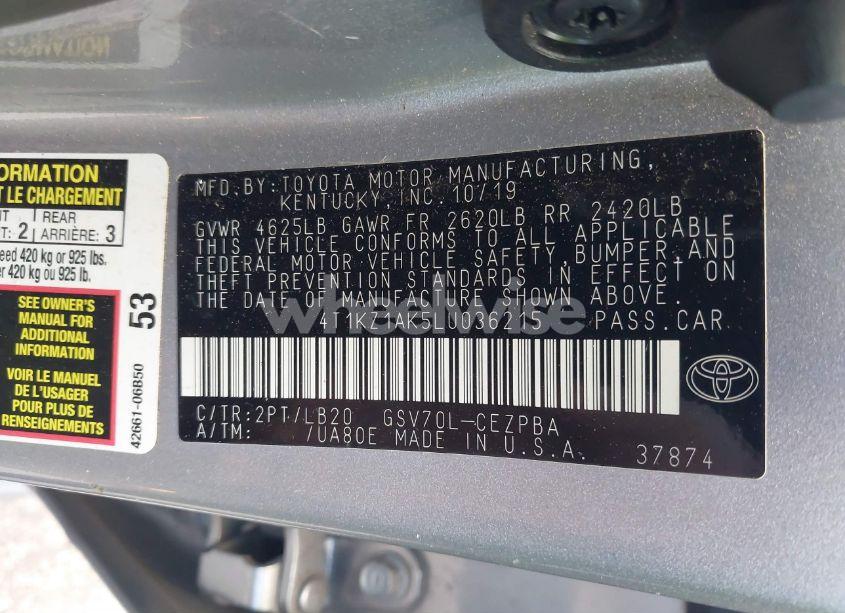 ORMATION
T LE CHARGEMENT
NT REAR
T: 2 ARRIÈRE: 3
eed 420 kg or 925 lbs.
er 420 kg ou 925 lb.
SEE OWNER'S
MANUAL FOR
ADDITIONAL
INFORMATION
VOIR LE MANUEL
DE L'USAGER
POUR PLUS DE
RENSEIGNEMENTS
53
42661-06B50
MFD.BY:TOYOTA MOTOR MANUFACTURING,
KENTUCKY INC.10/19
GVWR 4625LB GAWR FR 2620LB RR 2420LB
THIS VEHICLE CONFORMS TO ALL APPLICABLE
FEDERAL MOTOR VEHICLE SAFETY,BUMPER,AND
THEFT PREVENTION STANDARDS IN EFFECT ON
THE DATE OF MANUFACTURE SHOWN ABOVE.
PASS.CAR
wheelwise
C/TR:2PT/LB20 GSV70L-CEZPBA
A/TM: /UA80E MADE IN U.S.A.
37874